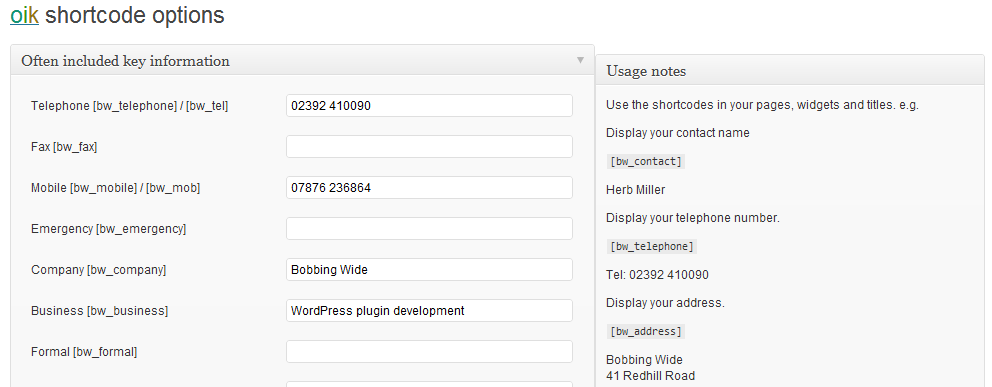 oik shortcode options
Often included key information
Telephone [bw_telephone] / [bw_tel] 02392 410090
Fax [bw_fax]
Mobile [bw_mobile] / [bw_mob] 07876 236864
Emergency [bw_emergency]
Company [bw_company] Bobbing Wide
Business [bw_business] WordPress plugin development
Formal [bw_formal]
Usage notes
Use the shortcodes in your pages, widgets and titles. e.g.
Display your contact name
[bw_contact]
Herb Miller
Display your telephone number.
[bw_telephone]
Tel: 02392 410090
Display your address.
[bw_address]
Bobbing Wide
41 Redhill Road